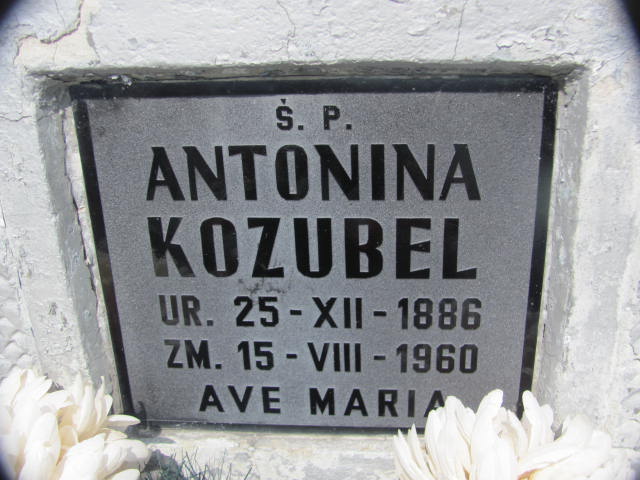 Š. P.
ANTONINA
KOZUBEL
UR. 25-XII-1886
ZM. 15-VIII-1960
AVE MARIA